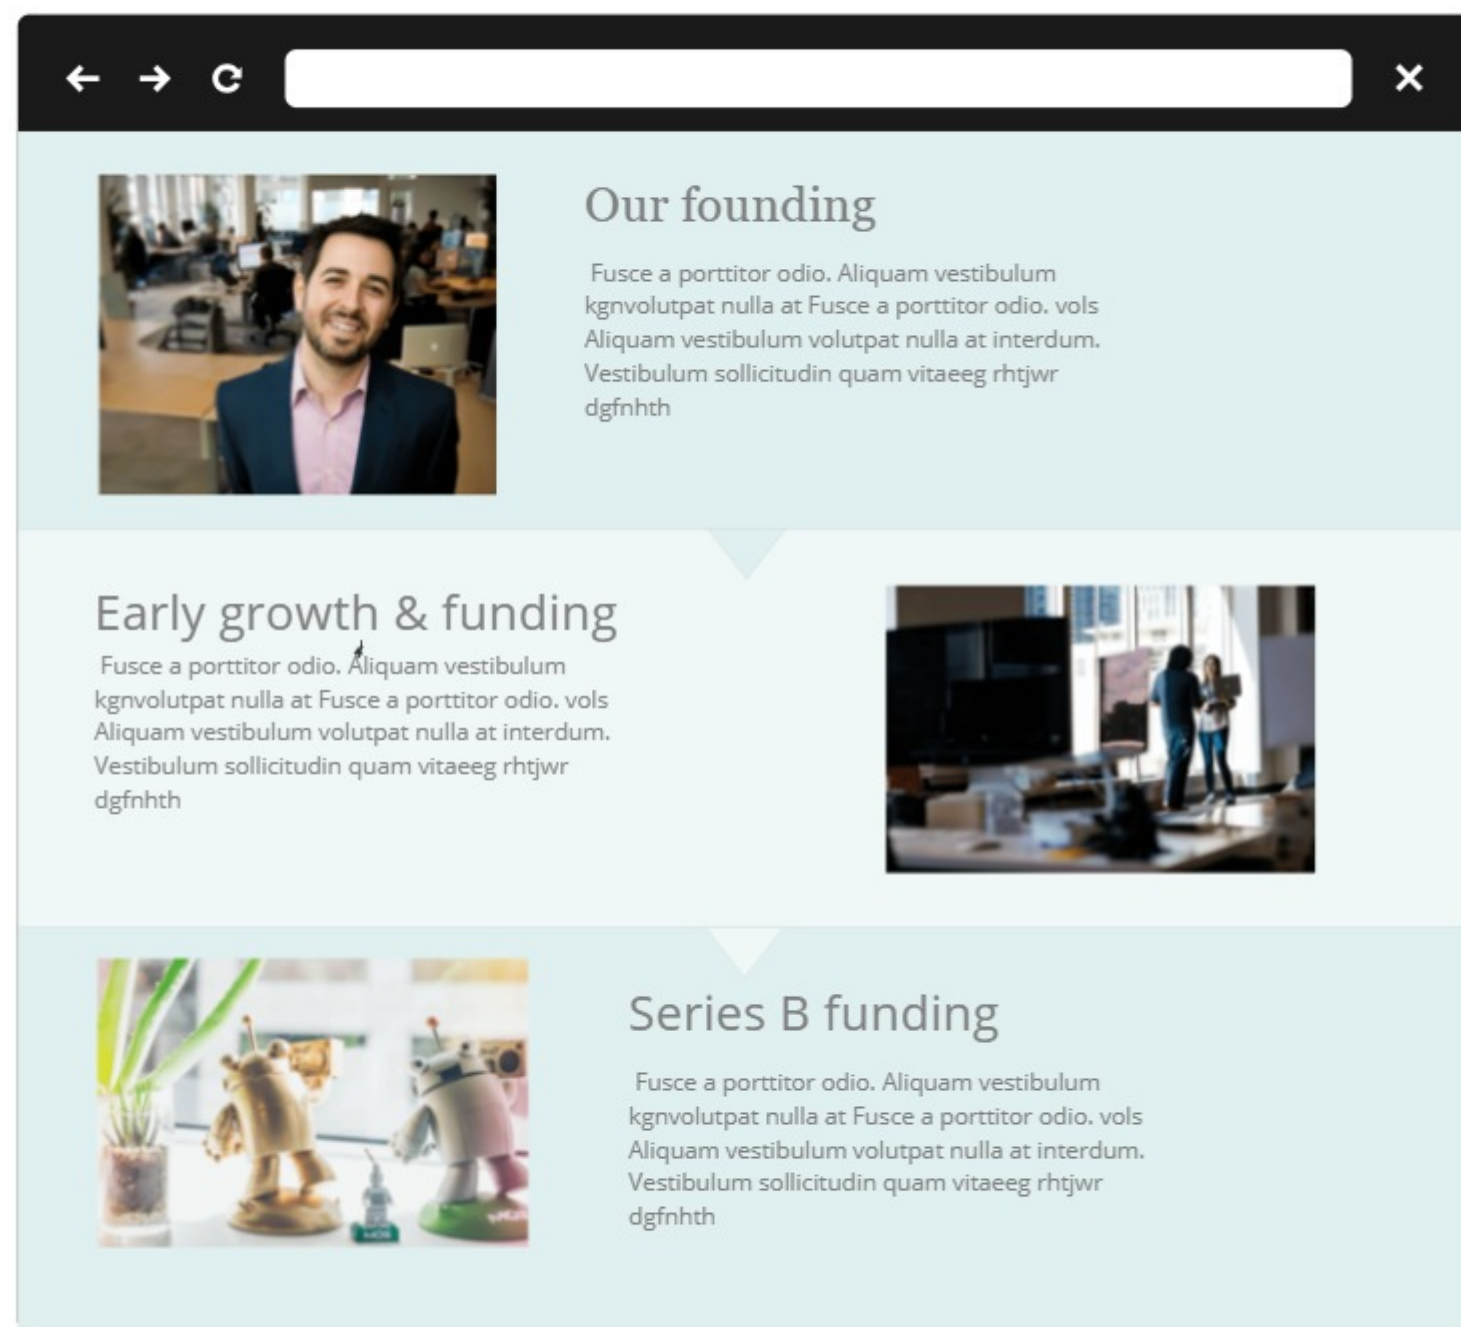 Our founding
Fusce a porttitor odio. Aliquam vestibulum
kgnvolutpat nulla at Fusce a porttitor odio. vols
Aliquam vestibulum volutpat nulla at interdum.
Vestibulum sollicitudin quam vitaeeg rhtjwr
dgfnhth
Early growth & funding
Fusce a porttitor odio. Aliquam vestibulum
kgnvolutpat nulla at Fusce a porttitor odio. vols
Aliquam vestibulum volutpat nulla at interdum.
Vestibulum sollicitudin quam vitaeeg rhtjwr
dgfnhth
Series B funding
Fusce a porttitor odio. Aliquam vestibulum
kgnvolutpat nulla at Fusce a porttitor odio. vols
Aliquam vestibulum volutpat nulla at interdum.
Vestibulum sollicitudin quam vitaeeg rhtjwr
dgfnhth